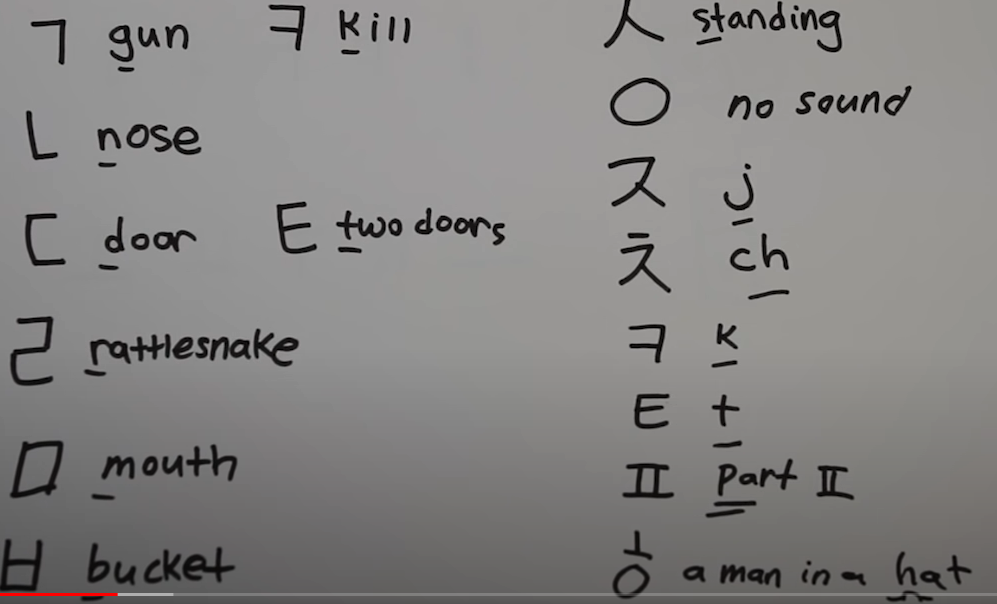 ㄱ gun ㅋ kill
ㄴ nose
ㄷ door ㅌ two doors
ㄹ rattlesnake
ㅁ mouth
ㅂ bucket
ㅅ standing
ㅇ no sound
ㅈ j
ㅊ ch
ㅋ k
ㅌ t
ㅍ part II
ㅎ a man in a hat